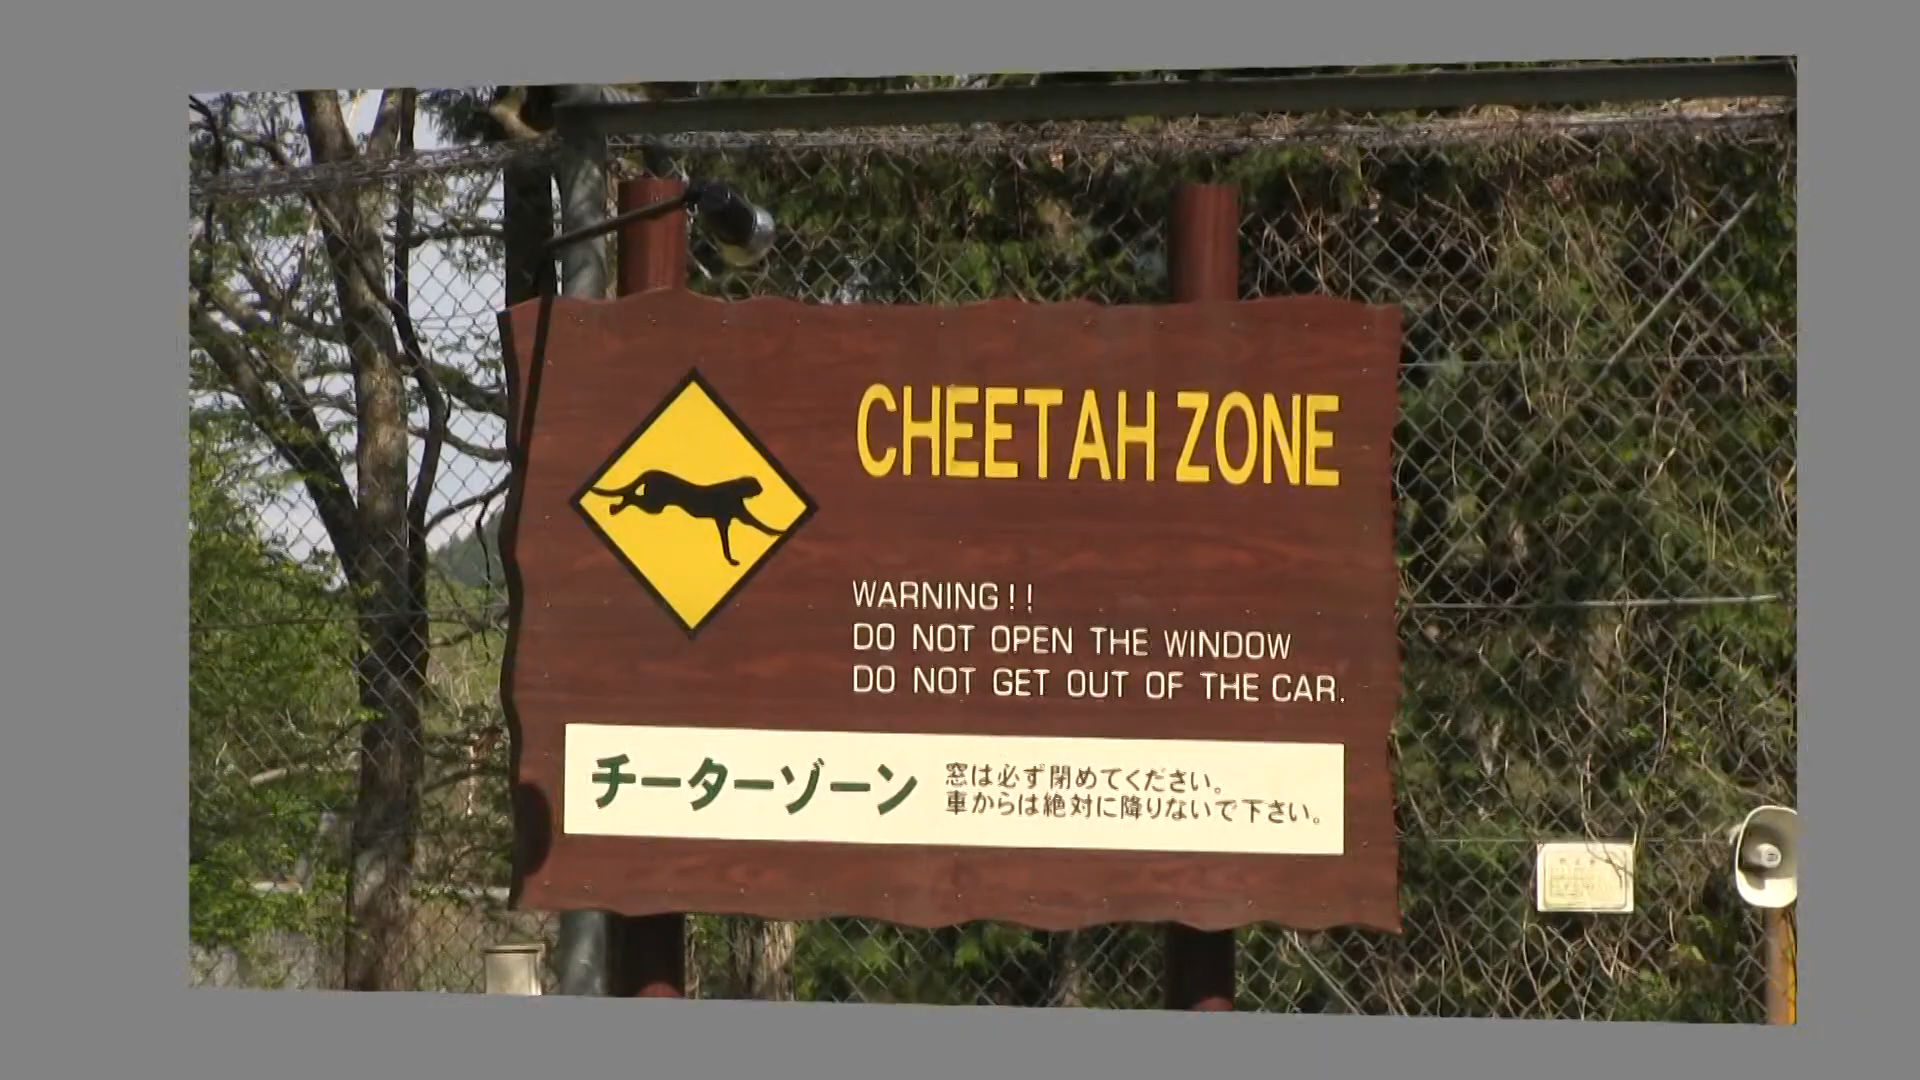 CHEETAH ZONE
WARNING!!
DO NOT OPEN THE WINDOW
DO NOT GET OUT OF THE CAR.
チーターゾーン
窓は必ず閉めてください。
車からは絶対に降りないで下さい。